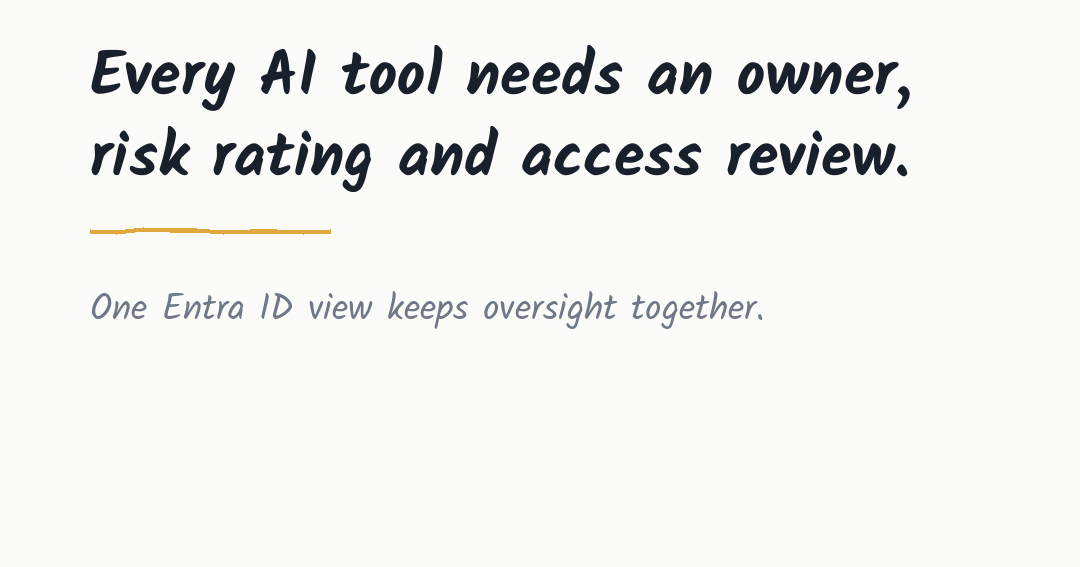 Every AI tool needs an owner,
risk rating and access review.
One Entra ID view keeps oversight together.